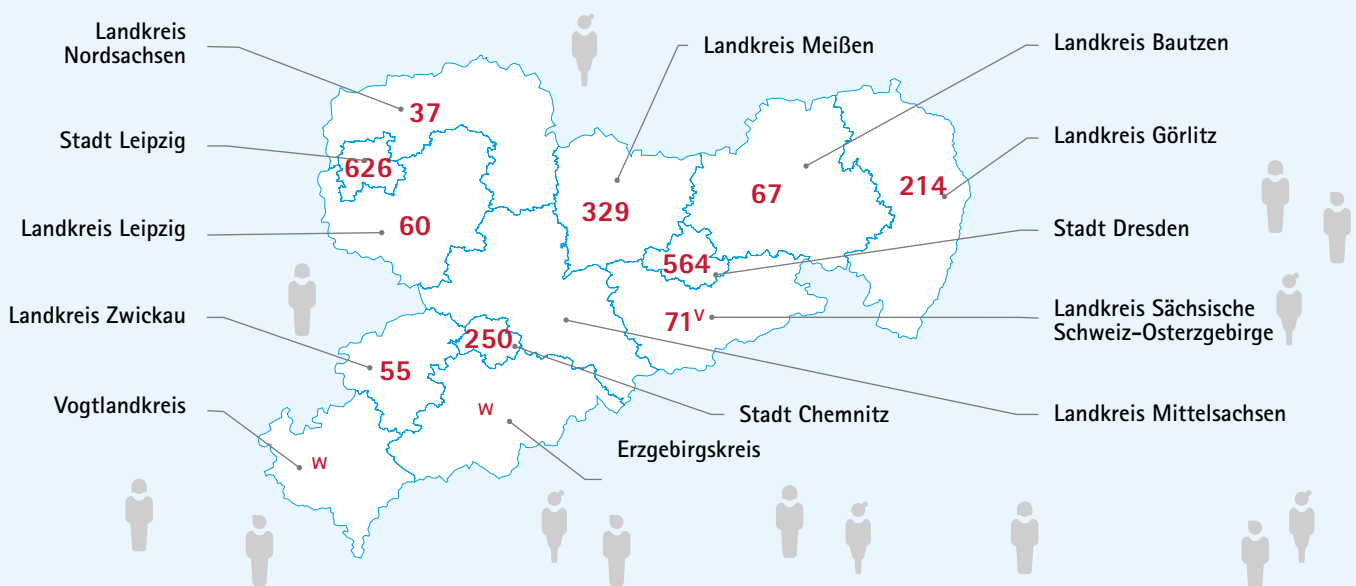 Landkreis
Nordsachsen
Landkreis Meißen
Landkreis Bautzen
37
Stadt Leipzig
Landkreis Görlitz
626
214
67
329
60
Landkreis Leipzig
Stadt Dresden
564
Landkreis Zwickau
71V
Landkreis Sächsische
Schweiz-Osterzgebirge
250
55
Vogtlandkreis
W
Stadt Chemnitz
Landkreis Mittelsachsen
Erzgebirgskreis
W